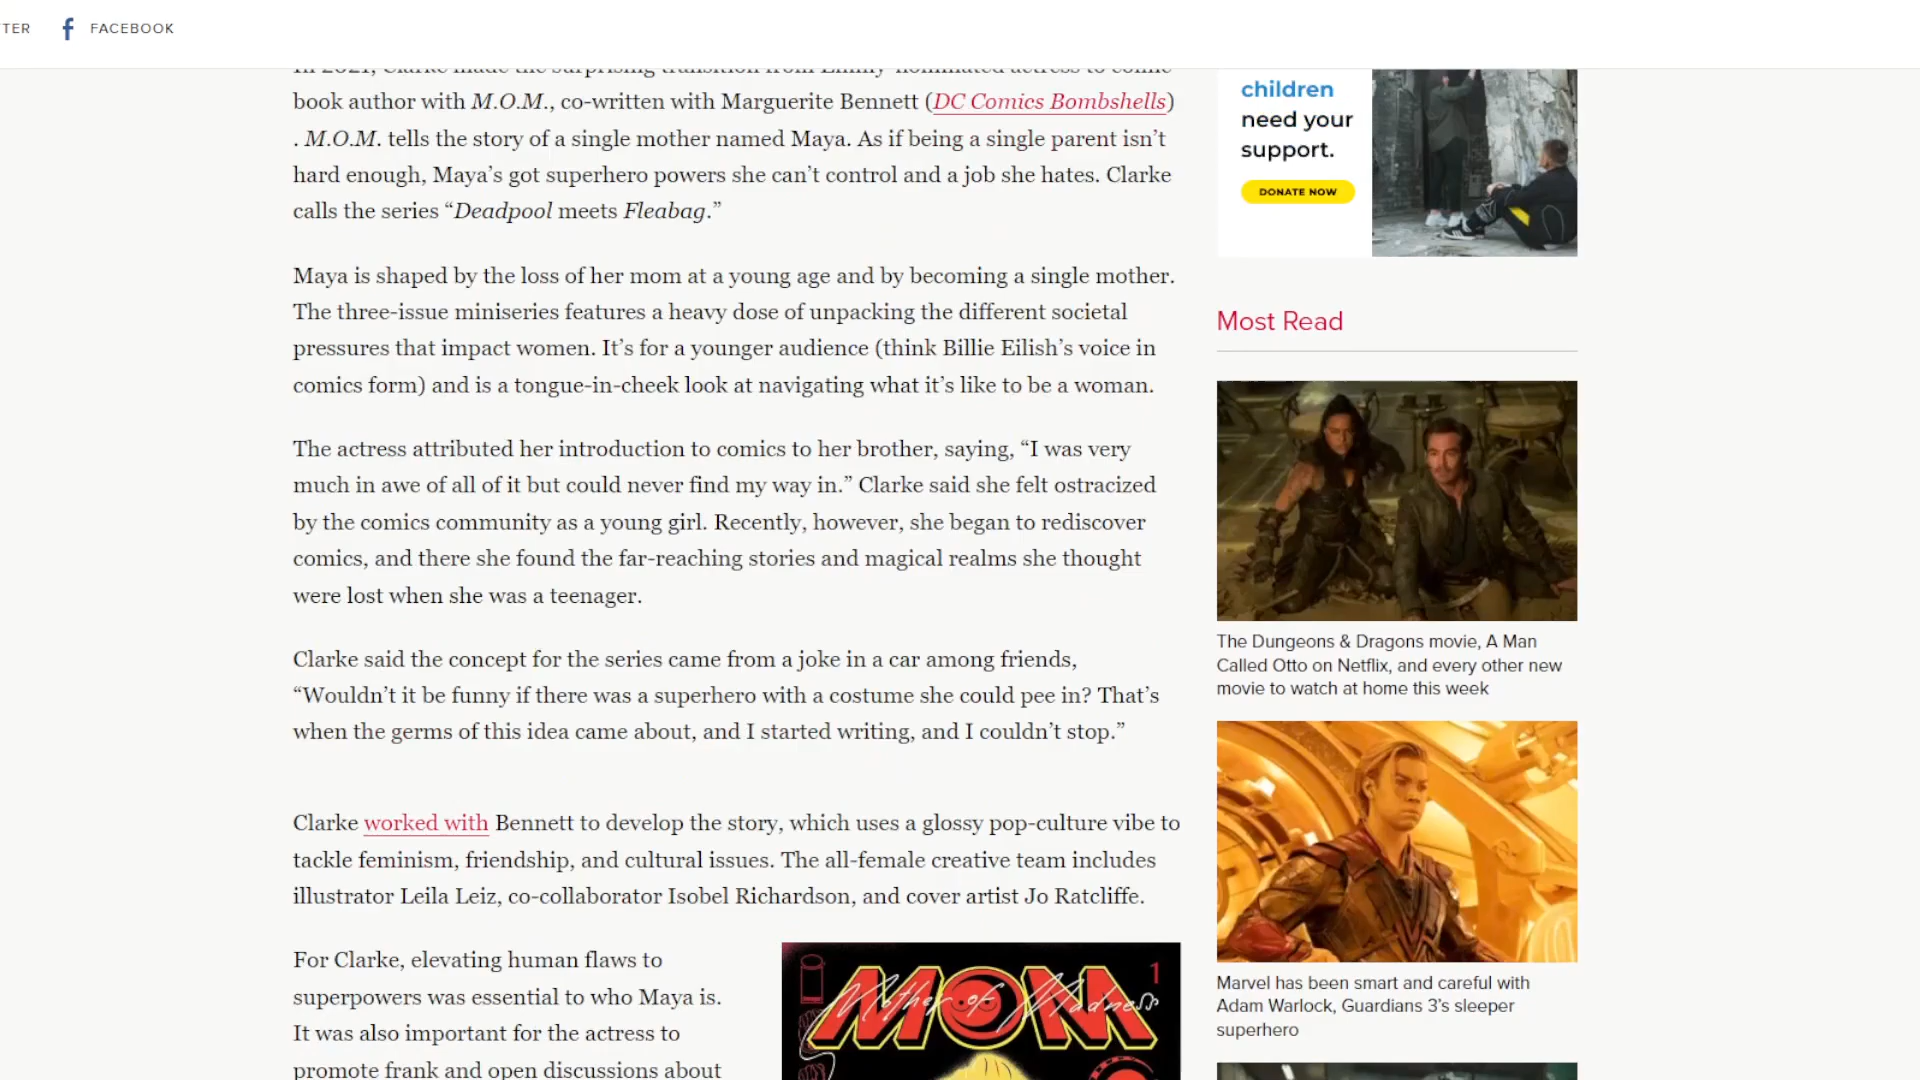 TER
FACEBOOK
In 2021, Clarke made the surprising transition from Emmy-nominated actress to comic
book author with M.O.M., co-written with Marguerite Bennett (DC Comics Bombshells)
. M.O.M. tells the story of a single mother named Maya. As if being a single parent isn’t
hard enough, Maya’s got superhero powers she can’t control and a job she hates. Clarke
calls the series “Deadpool meets Fleabag.”
Maya is shaped by the loss of her mom at a young age and by becoming a single mother.
The three-issue miniseries features a heavy dose of unpacking the different societal
pressures that impact women. It’s for a younger audience (think Billie Eilish’s voice in
comics form) and is a tongue-in-cheek look at navigating what it’s like to be a woman.
The actress attributed her introduction to comics to her brother, saying, “I was very
much in awe of all of it but could never find my way in.” Clarke said she felt ostracized
by the comics community as a young girl. Recently, however, she began to rediscover
comics, and there she found the far-reaching stories and magical realms she thought
were lost when she was a teenager.
Clarke said the concept for the series came from a joke in a car among friends,
“Wouldn’t it be funny if there was a superhero with a costume she could pee in? That’s
when the germs of this idea came about, and I started writing, and I couldn’t stop.”
Clarke worked with Bennett to develop the story, which uses a glossy pop-culture vibe to
tackle feminism, friendship, and cultural issues. The all-female creative team includes
illustrator Leila Leiz, co-collaborator Isobel Richardson, and cover artist Jo Ratcliffe.
For Clarke, elevating human flaws to
superpowers was essential to who Maya is.
It was also important for the actress to
promote frank and open discussions about
MOM
Mother of Madness
1
children
need your
support.
DONATE NOW
Most Read
The Dungeons & Dragons movie, A Man
Called Otto on Netflix, and every other new
movie to watch at home this week
Marvel has been smart and careful with
Adam Warlock, Guardians 3’s sleeper
superhero